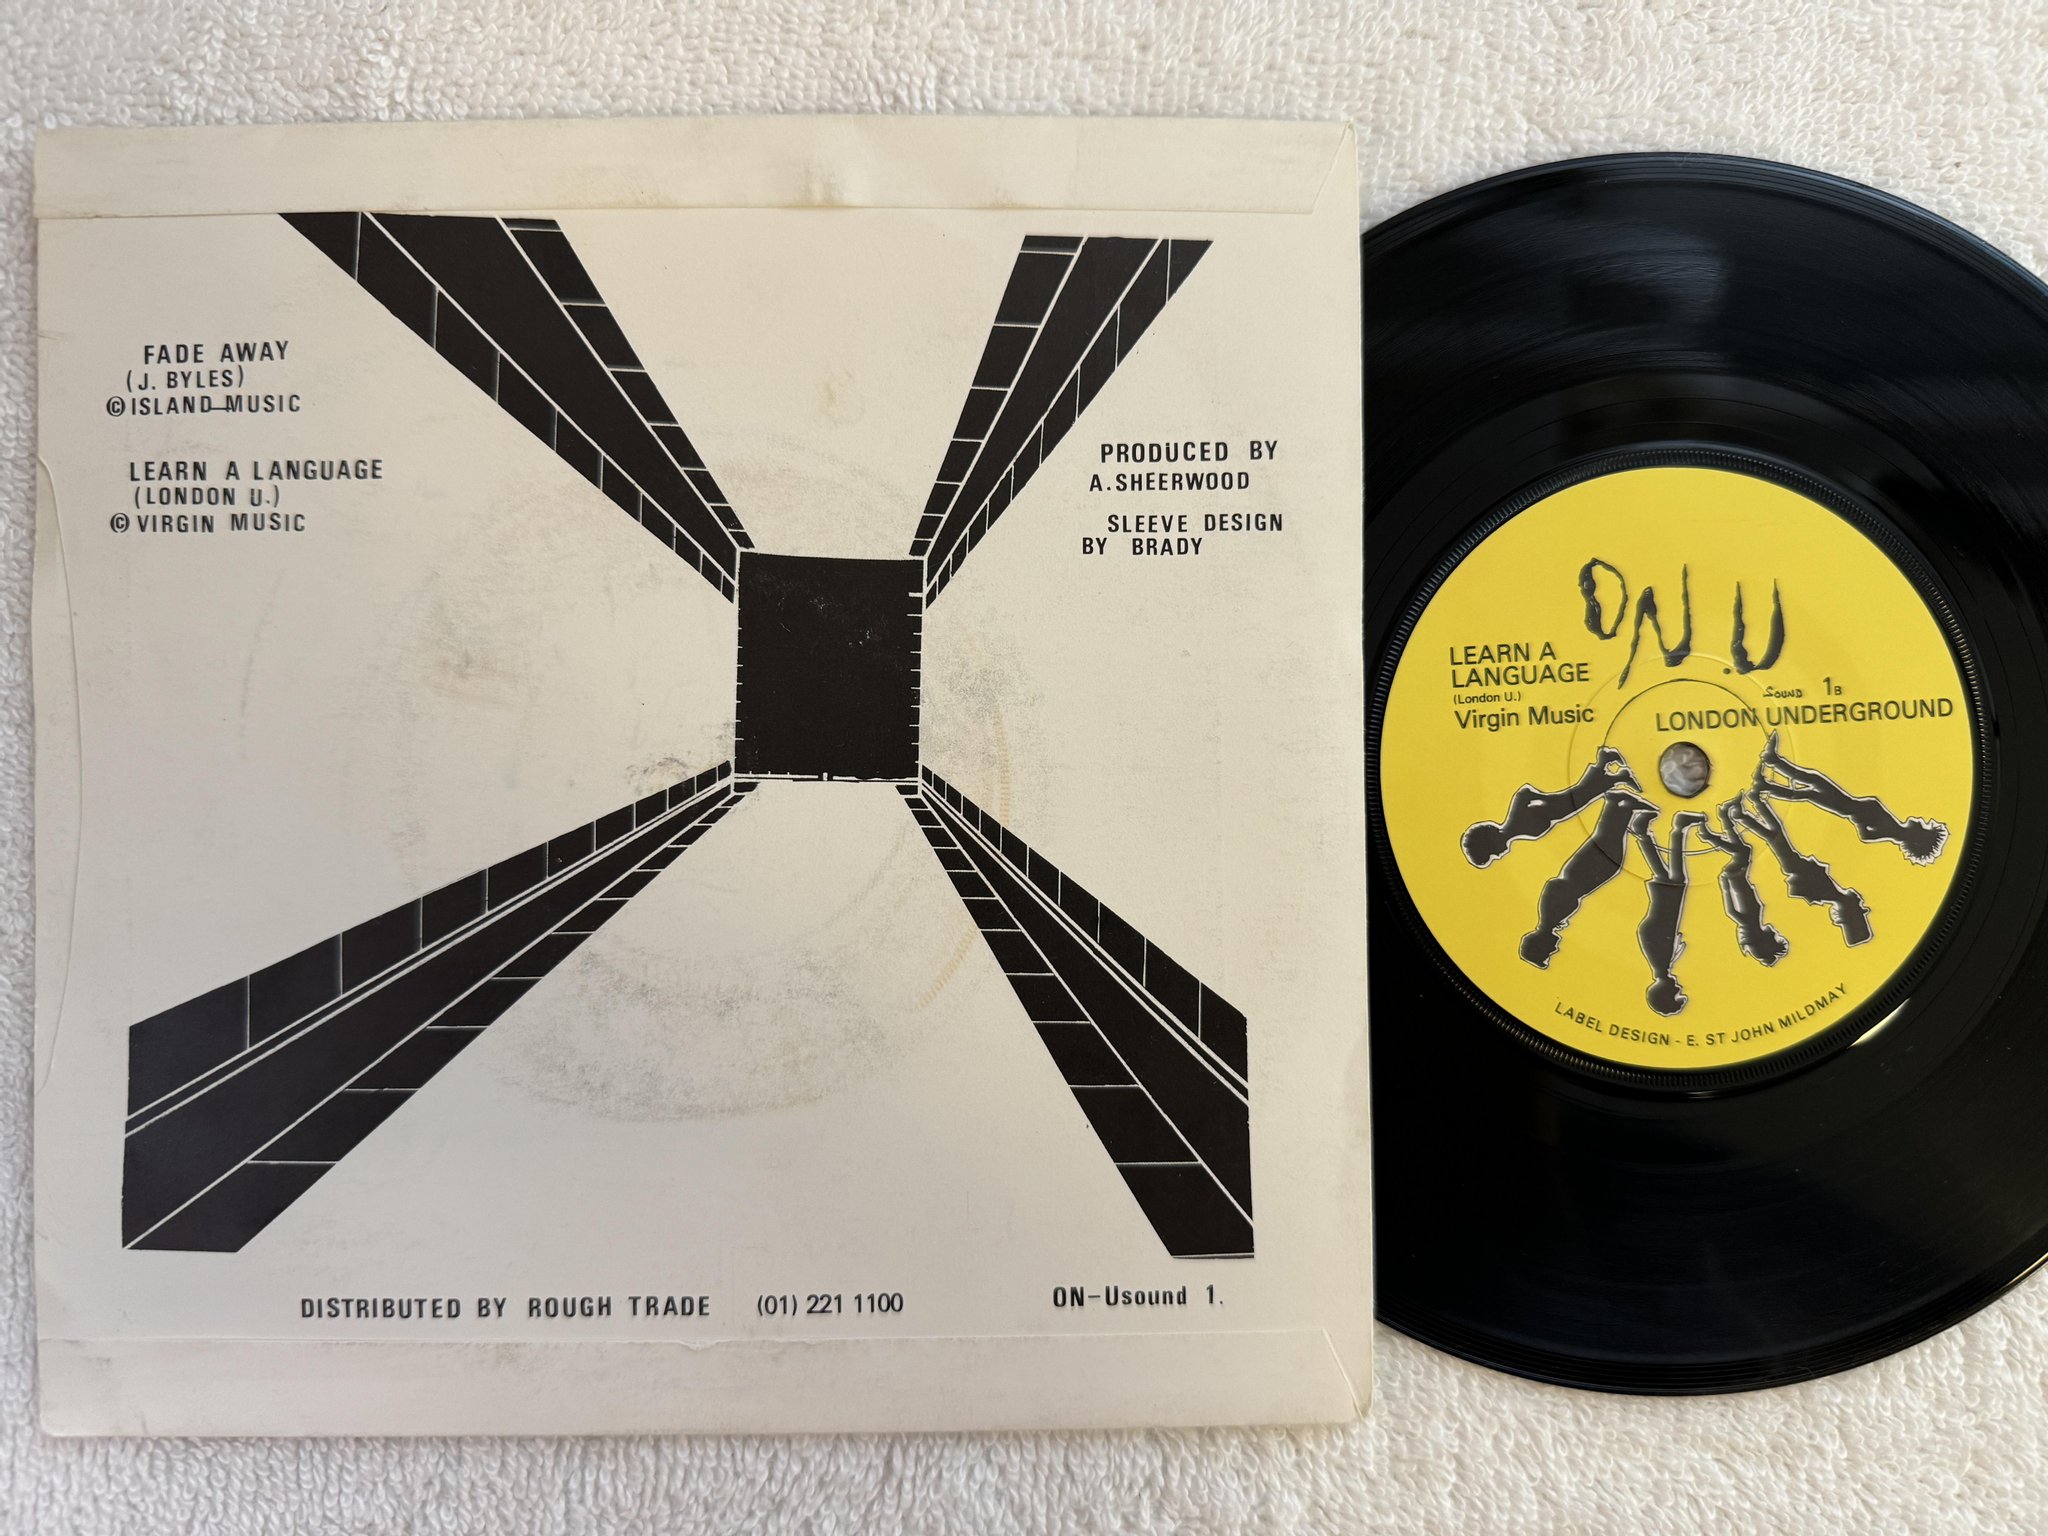 FADE AWAY
(J. BYLES)
© ISLAND MUSIC
LEARN A LANGUAGE
(LONDON U.)
© VIRGIN MUSIC
PRODUCED BY
A. SHEERWOOD
SLEEVE DESIGN
BY BRADY
DISTRIBUTED BY ROUGH TRADE (01) 221 1100
ON-Usound 1.
ON.U
SOUND 1B
LEARN A
LANGUAGE
(London U.)
Virgin Music
LONDON UNDERGROUND
LABEL DESIGN - E. ST JOHN MILDMAY